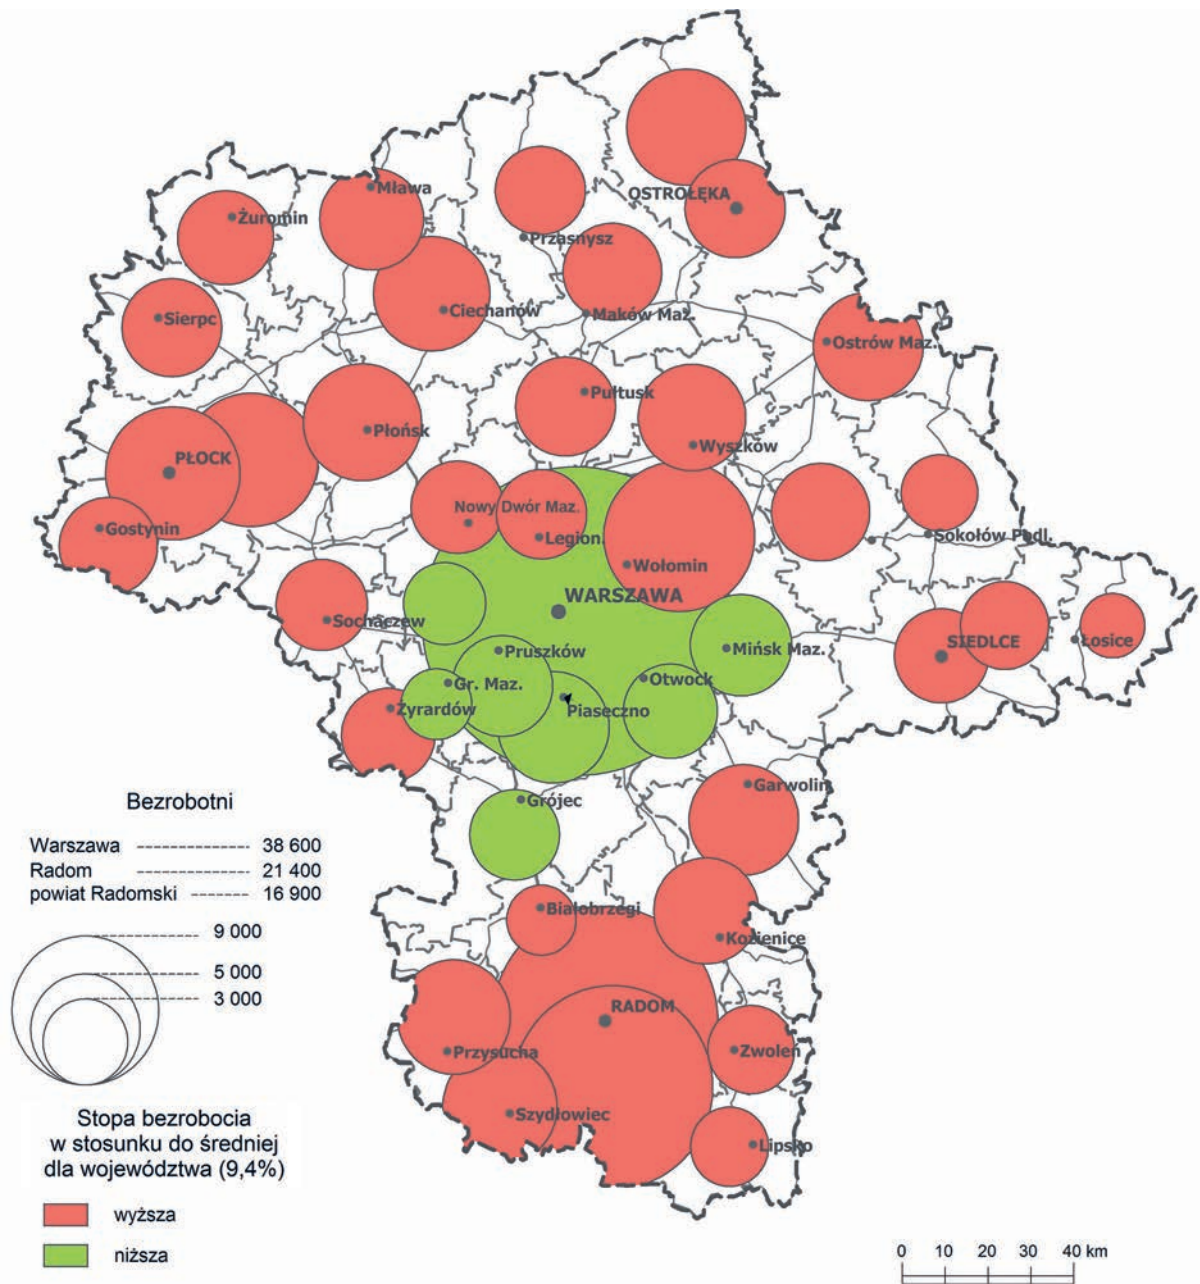 Mława
OSTROŁĘKA
Żuromin
Przasnysz
Sierpc
Ciechanów
Maków Maz.
Ostrów Maz.
Pułtusk
Płońsk
Wyszków
PŁOCK
Nowy Dwór Maz.
Gostynin
Legion.
Sokołów Podl.
Wołomin
WARSZAWA
Sochaczew
Pruszków
Mińsk Maz.
SIEDLCE
Łosice
Gr. Maz.
Otwock
Żyrardów
Piaseczno
Garwolin
Grójec
Białobrzegi
Kozienice
RADOM
Przysucha
Zwoleń
Szydłowiec
Lipsko
Bezrobotni
Warszawa 38 600
Radom 21 400
powiat Radomski 16 900
9 000
5 000
3 000
Stopa bezrobocia
w stosunku do średniej
dla województwa (9,4%)
wyższa
niższa
0 10 20 30 40 km